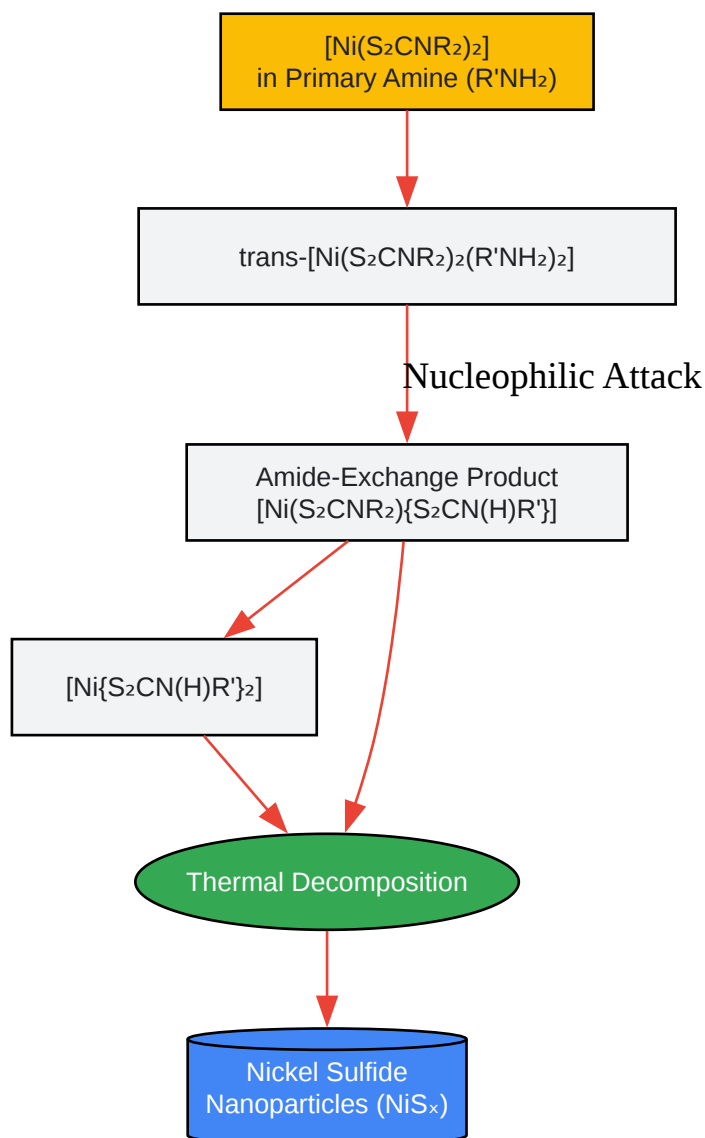 [Ni(S₂CNR₂)₂]
in Primary Amine (R'NH₂)
trans-[Ni(S₂CNR₂)₂(R'NH₂)₂]
Nucleophilic Attack
Amide-Exchange Product
[Ni(S₂CNR₂){S₂CN(H)R'}]
[Ni{S₂CN(H)R'}₂]
Thermal Decomposition
Nickel Sulfide
Nanoparticles (NiSₓ)